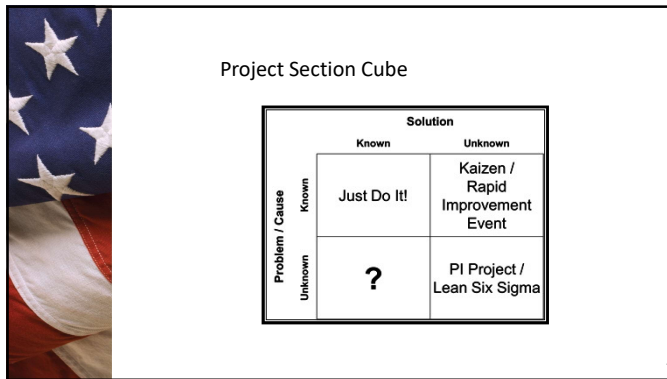 Project Section Cube
Solution
Known Unknown
Problem / Cause
Known
Just Do It!
Kaizen /
Rapid
Improvement
Event
Unknown
?
PI Project /
Lean Six Sigma